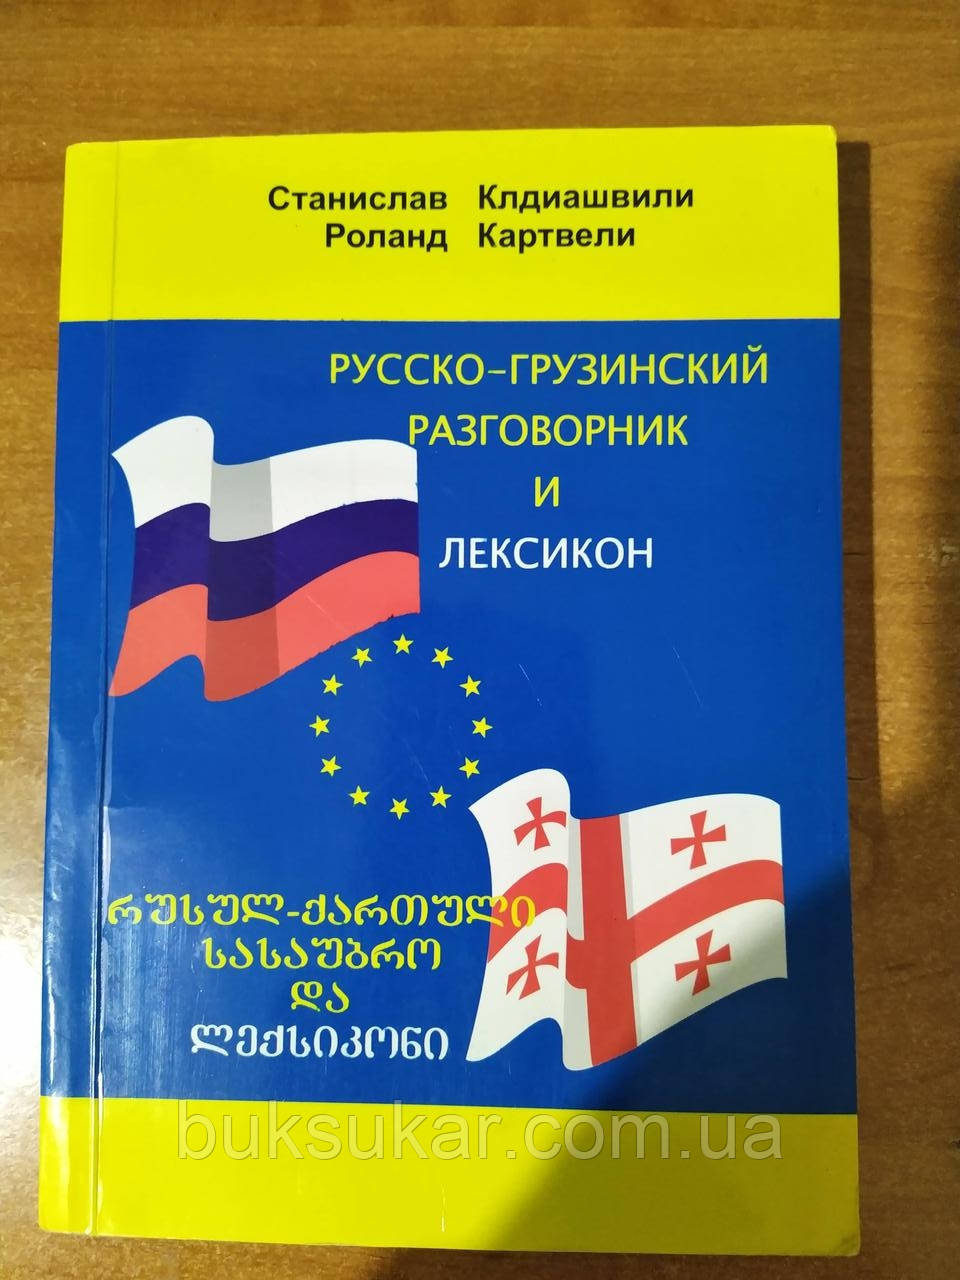 Станислав Клдиашвили
Роланд Картвели
РУССКО-ГРУЗИНСКИЙ
РАЗГОВОРНИК
И
ЛЕКСИКОН
რუსულ-ქართული
სასაუბრო
და
ლექსიკონი
buksukar.com.ua